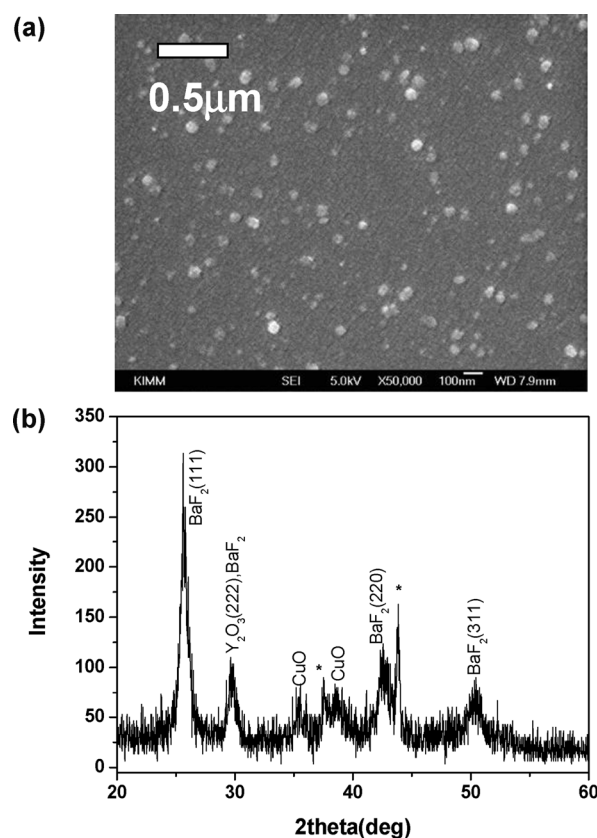 (a)
0.5μm
KIMM SEI 5.0kV X50,000 100nm WD 7.9mm
(b)
350
300
250
200
150
100
50
0
Intensity
BaF₂(111)
Y₂O₃(222),BaF₂
CuO
*
CuO
BaF₂(220)
*
BaF₂(311)
20 30 40 50 60
2theta(deg)